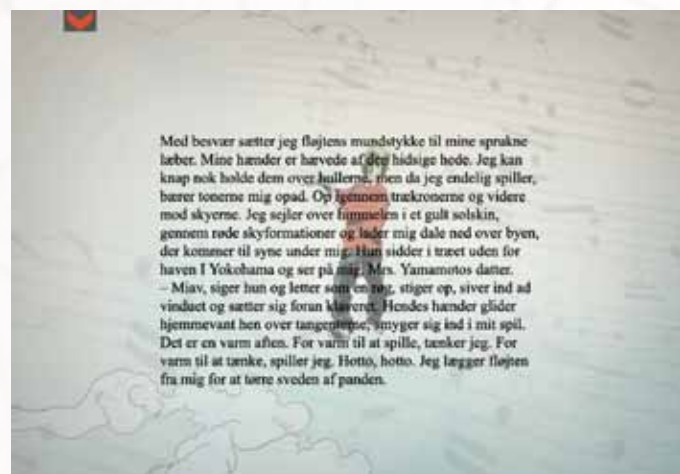 Med besvær sætter jeg fløjtens mundstykke til mine sprukne
læber. Mine hænder er hævede af den hidsige hede. Jeg kan
knap nok holde dem over hullerne, men da jeg endelig spiller,
bærer tonerne mig opad. Op igennem trækronerne og videre
mod skyerne. Jeg sejler over himmelen i et gult solskin,
gennem røde skyformationer og lader mig dale ned over byen,
der kommer til syne under mig. Hun sidder i træet uden for
haven I Yokohama og ser på mig. Mrs. Yamamotos datter.
– Miav, siger hun og letter som en røg, stiger op, siver ind ad
vinduet og sætter sig foran klaveret. Hendes hænder glider
hjemmevant hen over tangenterne, smyger sig ind i mit spil.
Det er en varm aften. For varm til at spille, tænker jeg. For
varm til at tænke, spiller jeg. Hotto, hotto. Jeg lægger fløjten
fra mig for at tørre sveden af panden.